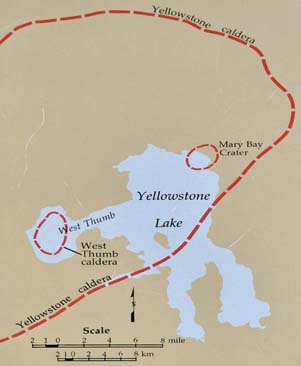 Yellowstone caldera
Mary Bay
Crater
Yellowstone
Lake
West Thumb
West
Thumb
caldera
Yellowstone caldera
Scale
2 1 0 2 4 6 8 mile
2 1 0 2 4 6 8 km